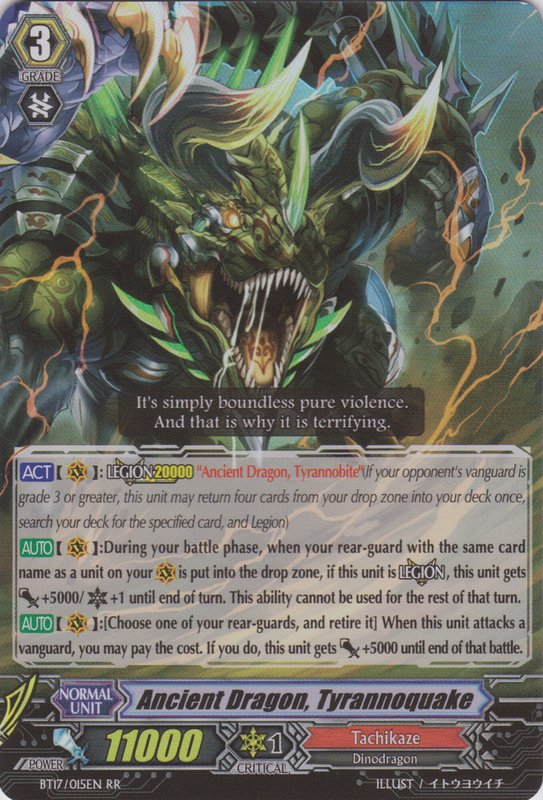 3
GRADE
It's simply boundless pure violence.
And that is why it is terrifying.
ACT【 】: LEGION 20000 "Ancient Dragon, Tyrannobite"(If your opponent's vanguard is
grade 3 or greater, this unit may return four cards from your drop zone into your deck once,
search your deck for the specified card, and Legion)
AUTO【 】:During your battle phase, when your rear-guard with the same card
name as a unit on your is put into the drop zone, if this unit is LEGION, this unit gets
+5000/ +1 until end of turn. This ability cannot be used for the rest of that turn.
AUTO【 】:[Choose one of your rear-guards, and retire it] When this unit attacks a
vanguard, you may pay the cost. If you do, this unit gets +5000 until end of that battle.
NORMAL
UNIT
Ancient Dragon, Tyrannoquake
POWER
11000
1
CRITICAL
Tachikaze
Dinodragon
BT17/015EN RR
ILLUST / イトウヨウイチ